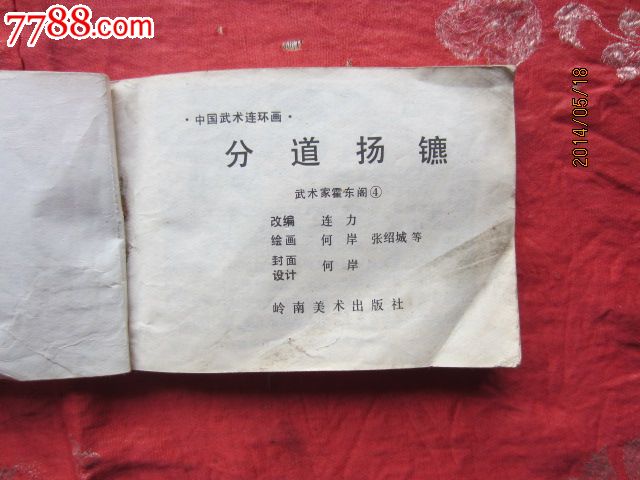 7788.com
·中国武术连环画·
分道扬镳
武术家霍东阁④
改编 连力
绘画 何岸 张绍城 等
封面
设计 何岸
岭南美术出版社
2014/05/18